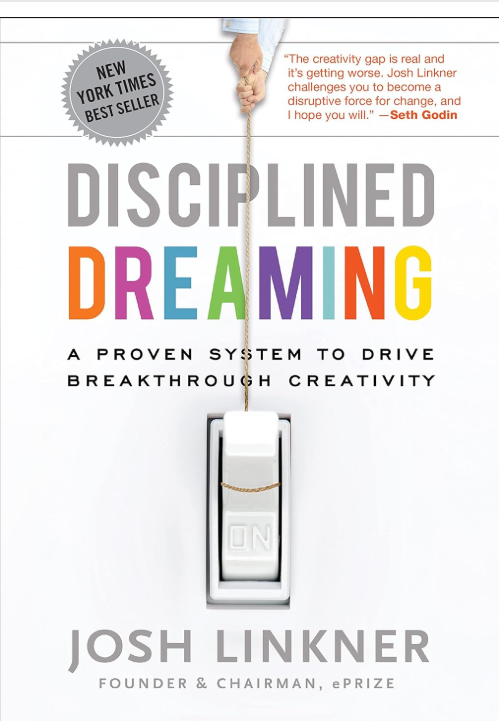 NEW
YORK TIMES
BEST SELLER
"The creativity gap is real and
it's getting worse. Josh Linkner
challenges you to become a
disruptive force for change, and
I hope you will." —Seth Godin
DISCIPLINED
DREAMING
A PROVEN SYSTEM TO DRIVE
BREAKTHROUGH CREATIVITY
ON
JOSH LINKNER
FOUNDER & CHAIRMAN, ePRIZE